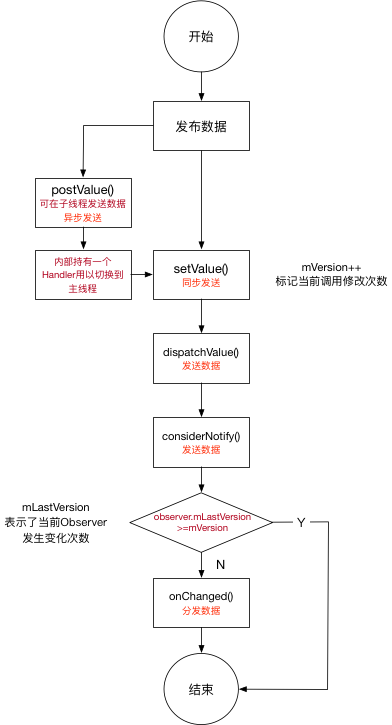 开始
发布数据
postValue()
可在子线程发送数据
异步发送
内部持有一个
Handler用以切换到
主线程
setValue()
同步发送
mVersion++
标记当前调用修改次数
dispatchValue()
发送数据
considerNotify()
发送数据
mLastVersion
表示了当前Observer
发生变化次数
observer.mLastVersion
>=mVersion
Y
N
onChanged()
分发数据
结束